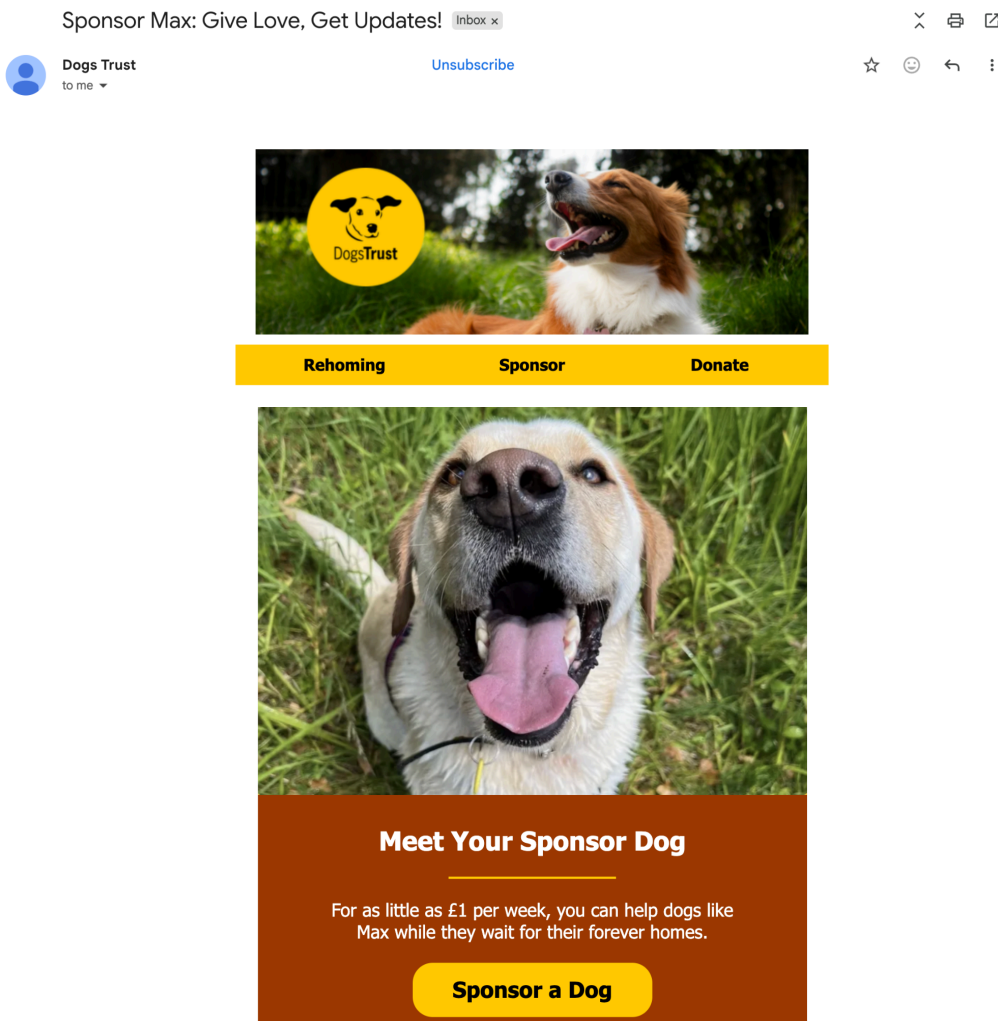 Sponsor Max: Give Love, Get Updates! Inbox x
Dogs Trust Unsubscribe
to me
DogsTrust
Rehoming Sponsor Donate
Meet Your Sponsor Dog
For as little as £1 per week, you can help dogs like
Max while they wait for their forever homes.
Sponsor a Dog